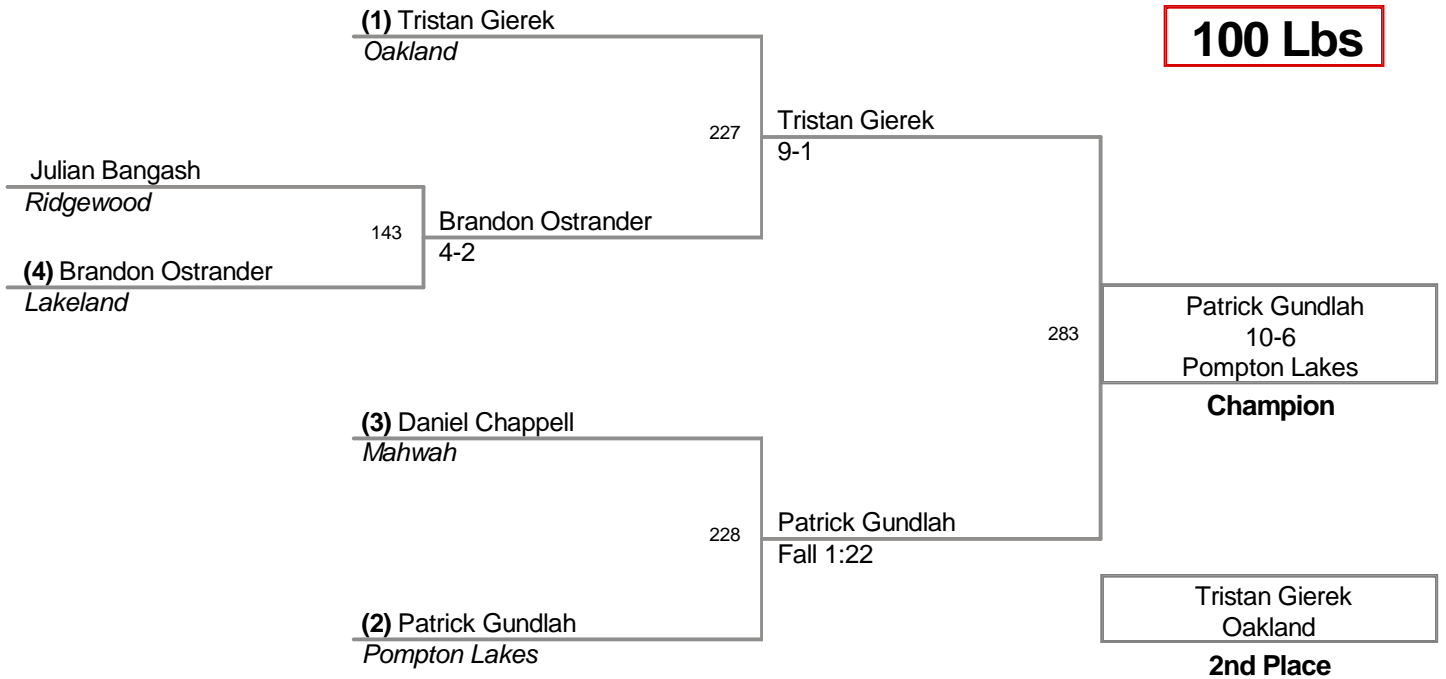 (1) Tristan Gierek
Oakland
100 Lbs
227
Tristan Gierek
9-1
Julian Bangash
Ridgewood
143
Brandon Ostrander
4-2
(4) Brandon Ostrander
Lakeland
283
Patrick Gundlah
10-6
Pompton Lakes
Champion
(3) Daniel Chappell
Mahwah
228
Patrick Gundlah
Fall 1:22
(2) Patrick Gundlah
Pompton Lakes
Tristan Gierek
Oakland
2nd Place